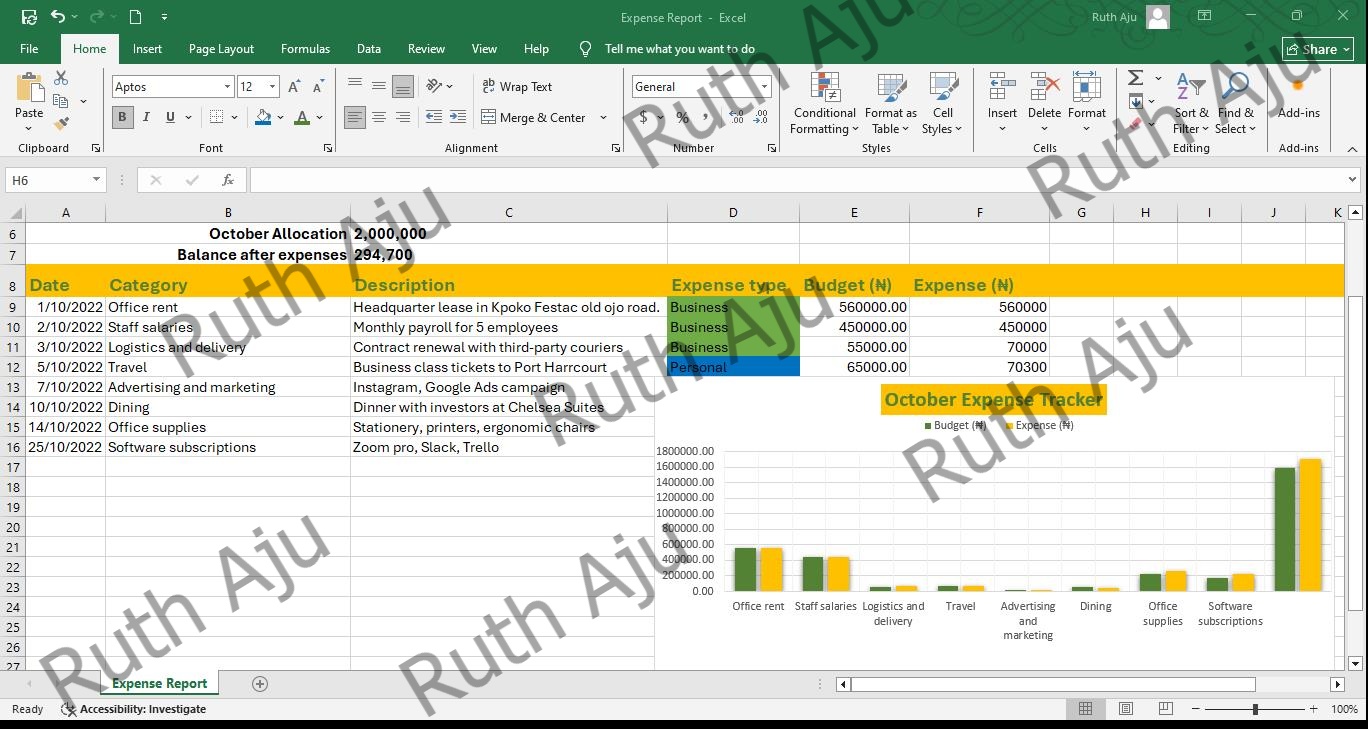 Expense Report - Excel
Ruth Aju
File Home Insert Page Layout Formulas Data Review View Help Tell me what you want to do Share
Aptos 12 General
Wrap Text
Paste B I U Merge & Center $ % , Conditional Formatting Format as Table Cell Styles Insert Delete Format Sort & Filter Find & Select Add-ins
Clipboard Font Alignment Number Styles Cells Editing Add-ins
H6 fx
A B C D E F G H I J K
6 October Allocation 2,000,000
7 Balance after expenses 294,700
8 Date Category Description Expense type Budget (₦) Expense (₦)
9 1/10/2022 Office rent Headquarter lease in Kpoko Festac old ojo road. Business 560000.00 560000
10 2/10/2022 Staff salaries Monthly payroll for 5 employees Business 450000.00 450000
11 3/10/2022 Logistics and delivery Contract renewal with third-party couriers Business 55000.00 70000
12 5/10/2022 Travel Business class tickets to Port Harrcourt Personal 65000.00 70300
13 7/10/2022 Advertising and marketing Instagram, Google Ads campaign
14 10/10/2022 Dining Dinner with investors at Chelsea Suites
15 14/10/2022 Office supplies Stationery, printers, ergonomic chairs
16 25/10/2022 Software subscriptions Zoom pro, Slack, Trello
17
18
19
20
21
22
23
24
25
26
27
October Expense Tracker
Budget (₦) Expense (₦)
1800000.00
1600000.00
1400000.00
1200000.00
1000000.00
800000.00
600000.00
400000.00
200000.00
0.00
Office rent Staff salaries Logistics and delivery Travel Advertising and marketing Dining Office supplies Software subscriptions
Expense Report
Ready Accessibility: Investigate 100%
Ruth Aju
Ruth Aju
Ruth Aju
Ruth Aju
Ruth Aju
Ruth Aju
Ruth Aju
Ruth Aju